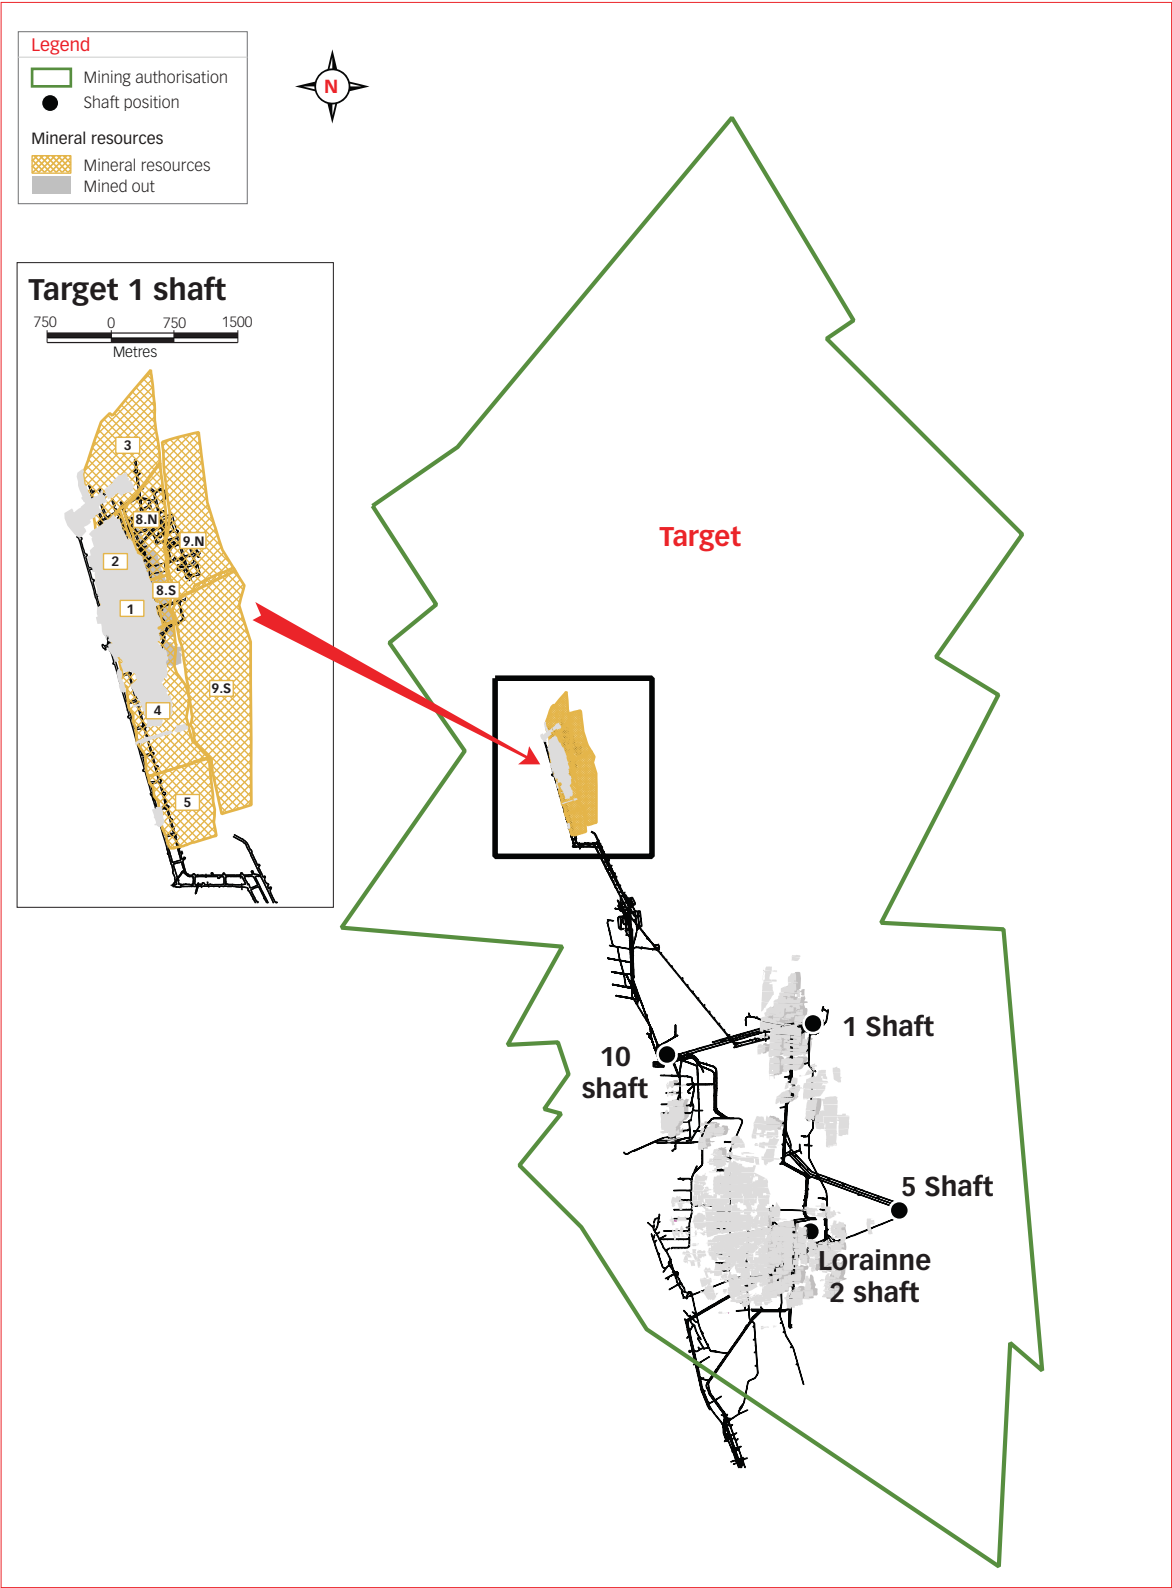 Legend
Mining authorisation
Shaft position
Mineral resources
Mineral resources
Mined out
N
Target 1 shaft
750 0 750 1500
Metres
3
8.N
9.N
2
8.S
1
9.S
4
5
Target
1 Shaft
10
shaft
5 Shaft
Lorainne
2 shaft